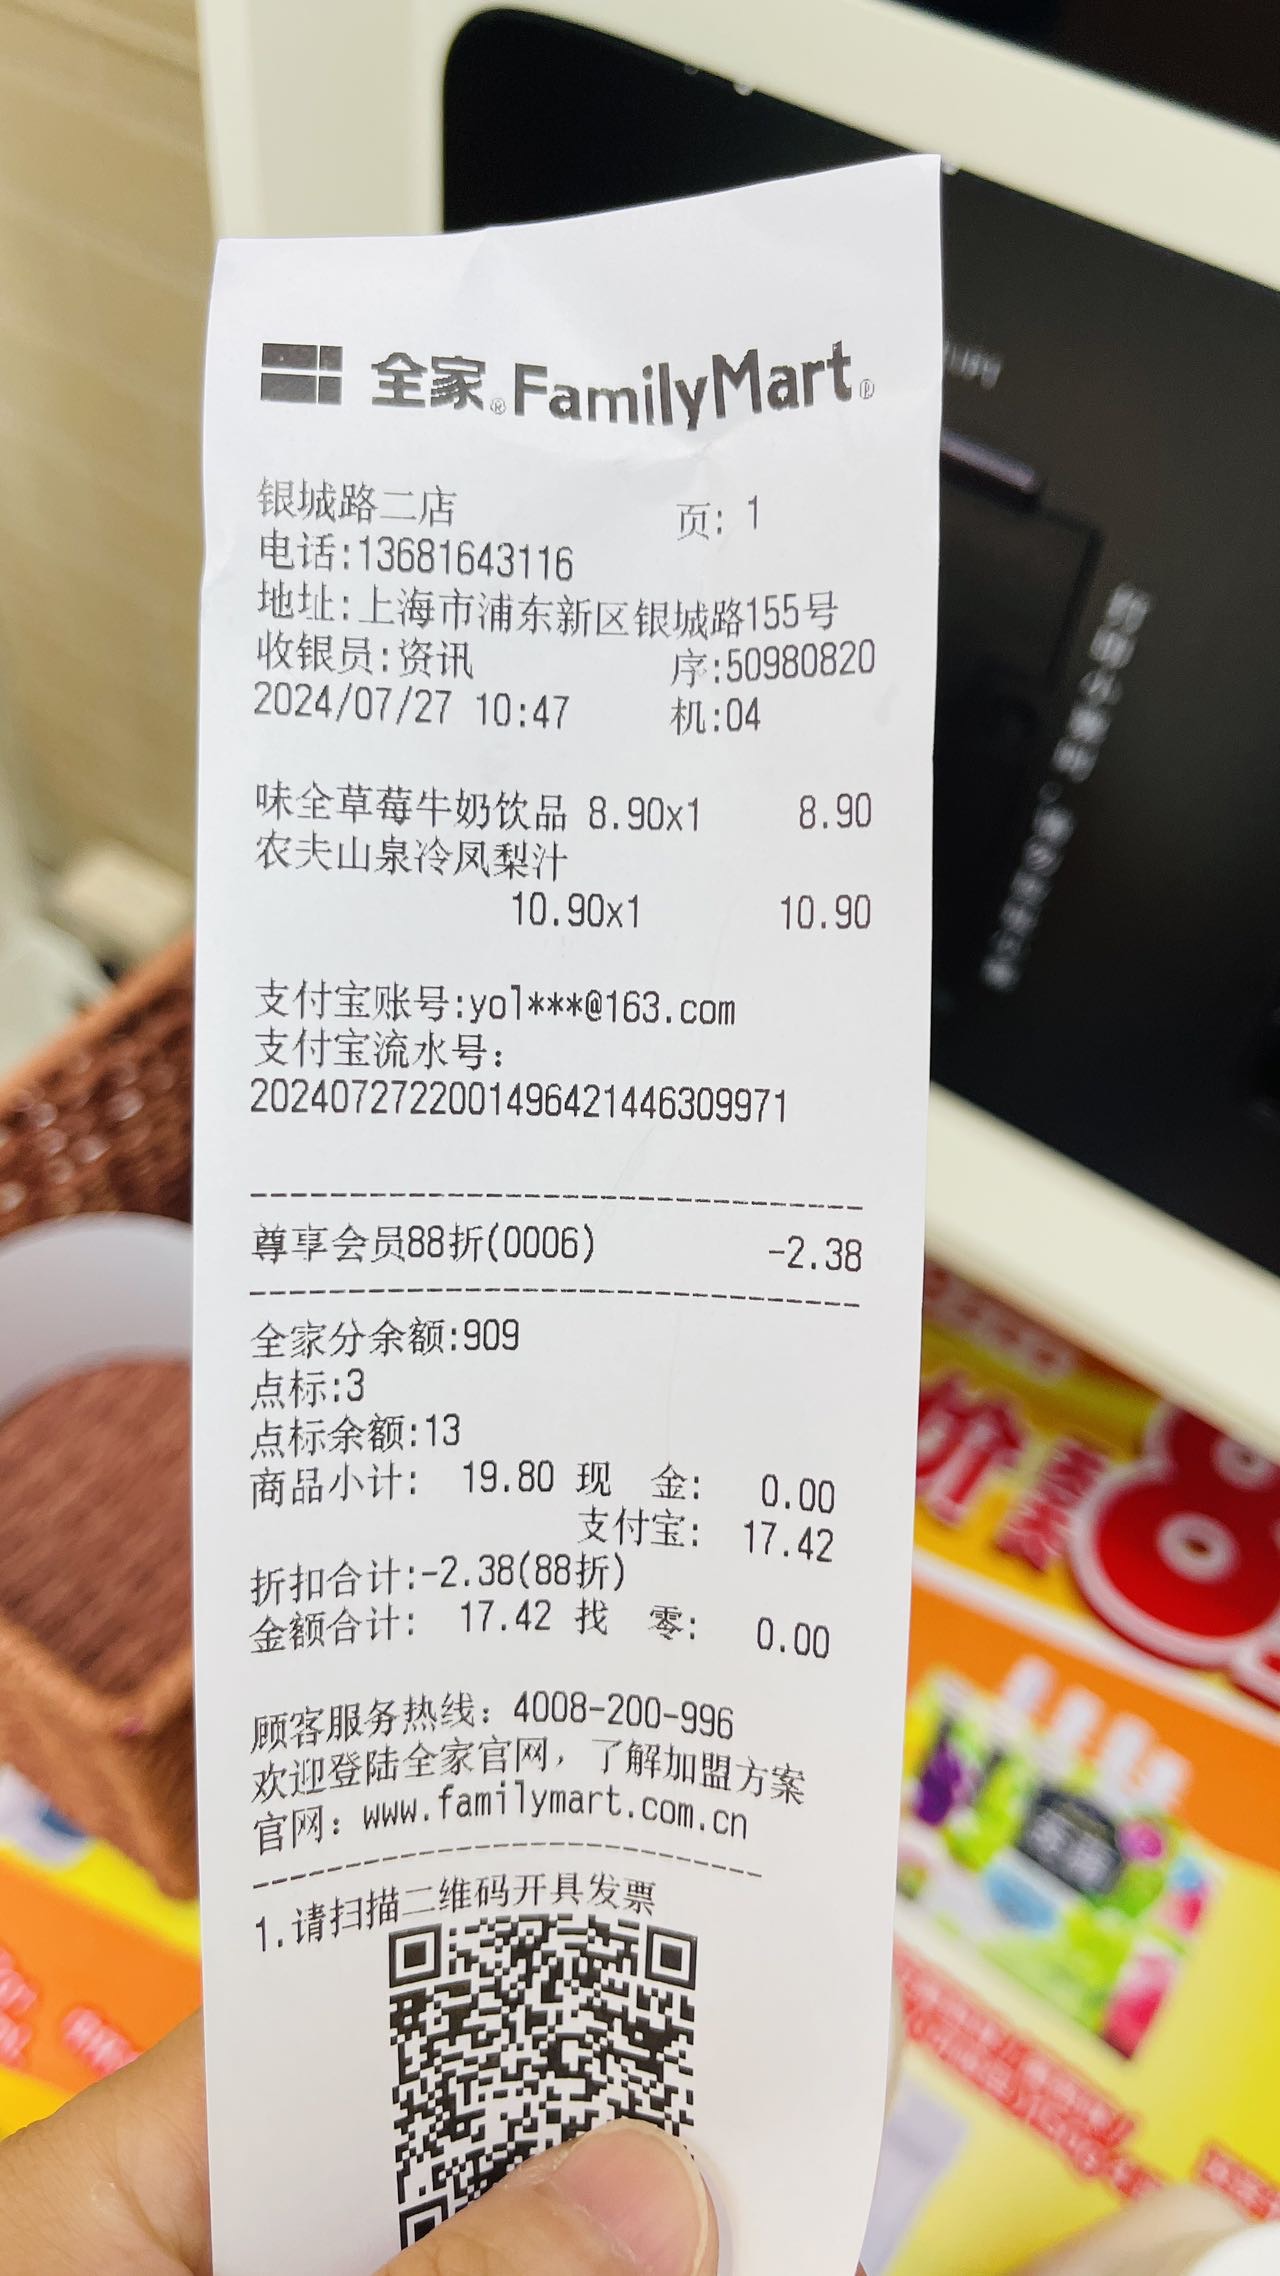 全家® FamilyMart®
银城路二店 页: 1
电话:13681643116
地址:上海市浦东新区银城路155号
收银员:资讯 序:50980820
2024/07/27 10:47 机:04
味全草莓牛奶饮品 8.90x1 8.90
农夫山泉冷凤梨汁
10.90x1 10.90
支付宝账号:yol***@163.com
支付宝流水号:
2024072722001496421446309971
尊享会员88折(0006) -2.38
全家分余额:909
点标:3
点标余额:13
商品小计: 19.80 现 金: 0.00
支付宝: 17.42
折扣合计:-2.38(88折)
金额合计: 17.42 找 零: 0.00
顾客服务热线: 4008-200-996
欢迎登陆全家官网, 了解加盟方案
官网: www.familymart.com.cn
1.请扫描二维码开具发票
价
8